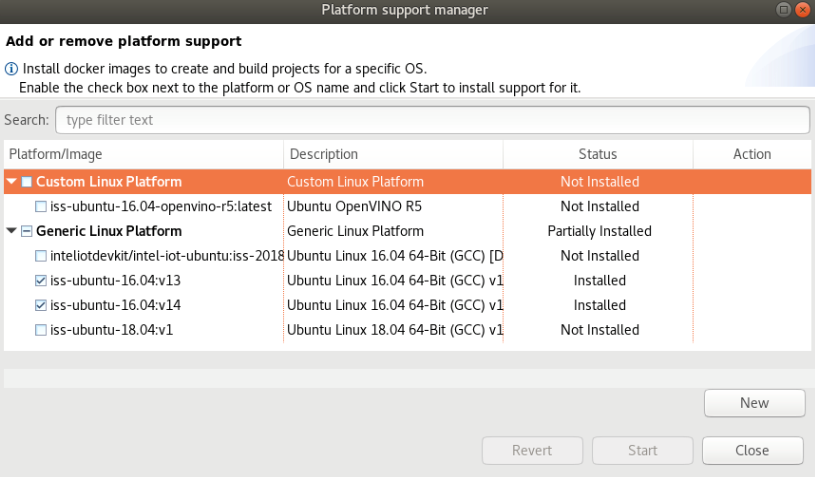 Platform support manager
Add or remove platform support
Install docker images to create and build projects for a specific OS.
Enable the check box next to the platform or OS name and click Start to install support for it.
Search: type filter text
Platform/Image Description Status Action
Custom Linux Platform Custom Linux Platform Not Installed
iss-ubuntu-16.04-openvino-r5:latest Ubuntu OpenVINO R5 Not Installed
Generic Linux Platform Generic Linux Platform Partially Installed
inteliotdevkit/intel-iot-ubuntu:iss-2018 Ubuntu Linux 16.04 64-Bit (GCC) [D Not Installed
iss-ubuntu-16.04:v13 Ubuntu Linux 16.04 64-Bit (GCC) v1 Installed
iss-ubuntu-16.04:v14 Ubuntu Linux 16.04 64-Bit (GCC) v1 Installed
iss-ubuntu-18.04:v1 Ubuntu Linux 18.04 64-Bit (GCC) v1 Not Installed
New
Revert Start Close